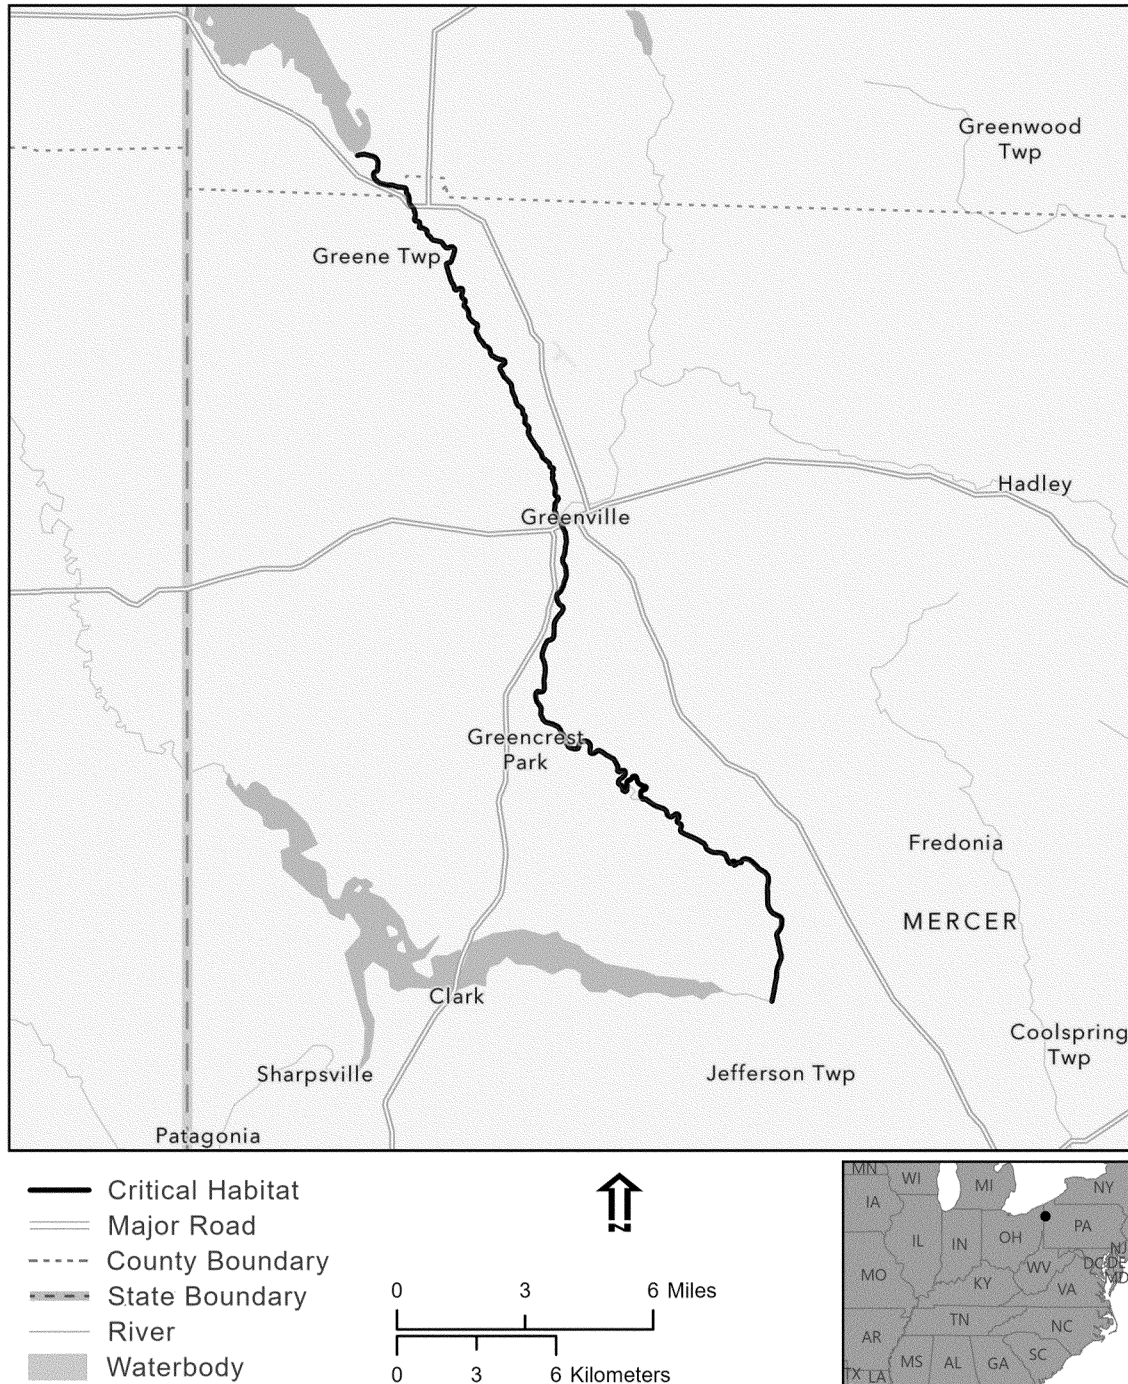 Greenwood
Twp
Greene Twp
Hadley
Greenville
Greencrest
Park
Fredonia
MERCER
Clark
Coolspring
Twp
Sharpsville
Jefferson Twp
Patagonia
Critical Habitat
Major Road
County Boundary
State Boundary
River
Waterbody
N
0 3 6 Miles
0 3 6 Kilometers
MN
WI
MI
NY
IA
PA
IL
IN
OH
NJ
MO
WV
DC
DE
MD
KY
VA
TN
NC
AR
SC
MS
AL
GA
TX
LA